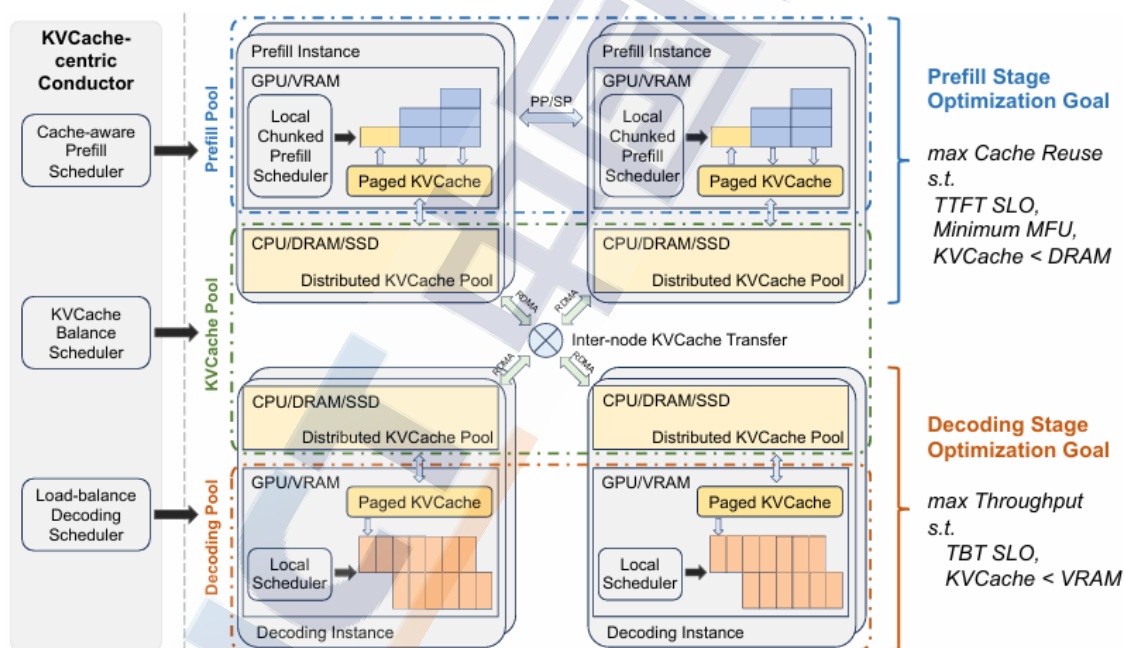 KVCache-
centric
Conductor
Cache-aware
Prefill
Scheduler
KVCache
Balance
Scheduler
Load-balance
Decoding
Scheduler
Prefill Pool
KVCache Pool
Decoding Pool
Prefill Instance
GPU/VRAM
Local
Chunked
Prefill
Scheduler
Paged KVCache
CPU/DRAM/SSD
Distributed KVCache Pool
PP/SP
Prefill Instance
GPU/VRAM
Local
Chunked
Prefill
Scheduler
Paged KVCache
CPU/DRAM/SSD
Distributed KVCache Pool
RDMA
RDMA
Inter-node KVCache Transfer
RDMA
RDMA
CPU/DRAM/SSD
Distributed KVCache Pool
GPU/VRAM
Paged KVCache
Local
Scheduler
Decoding Instance
CPU/DRAM/SSD
Distributed KVCache Pool
GPU/VRAM
Paged KVCache
Local
Scheduler
Decoding Instance
Prefill Stage
Optimization Goal
max Cache Reuse
s.t.
TTFT SLO,
Minimum MFU,
KVCache < DRAM
Decoding Stage
Optimization Goal
max Throughput
s.t.
TBT SLO,
KVCache < VRAM